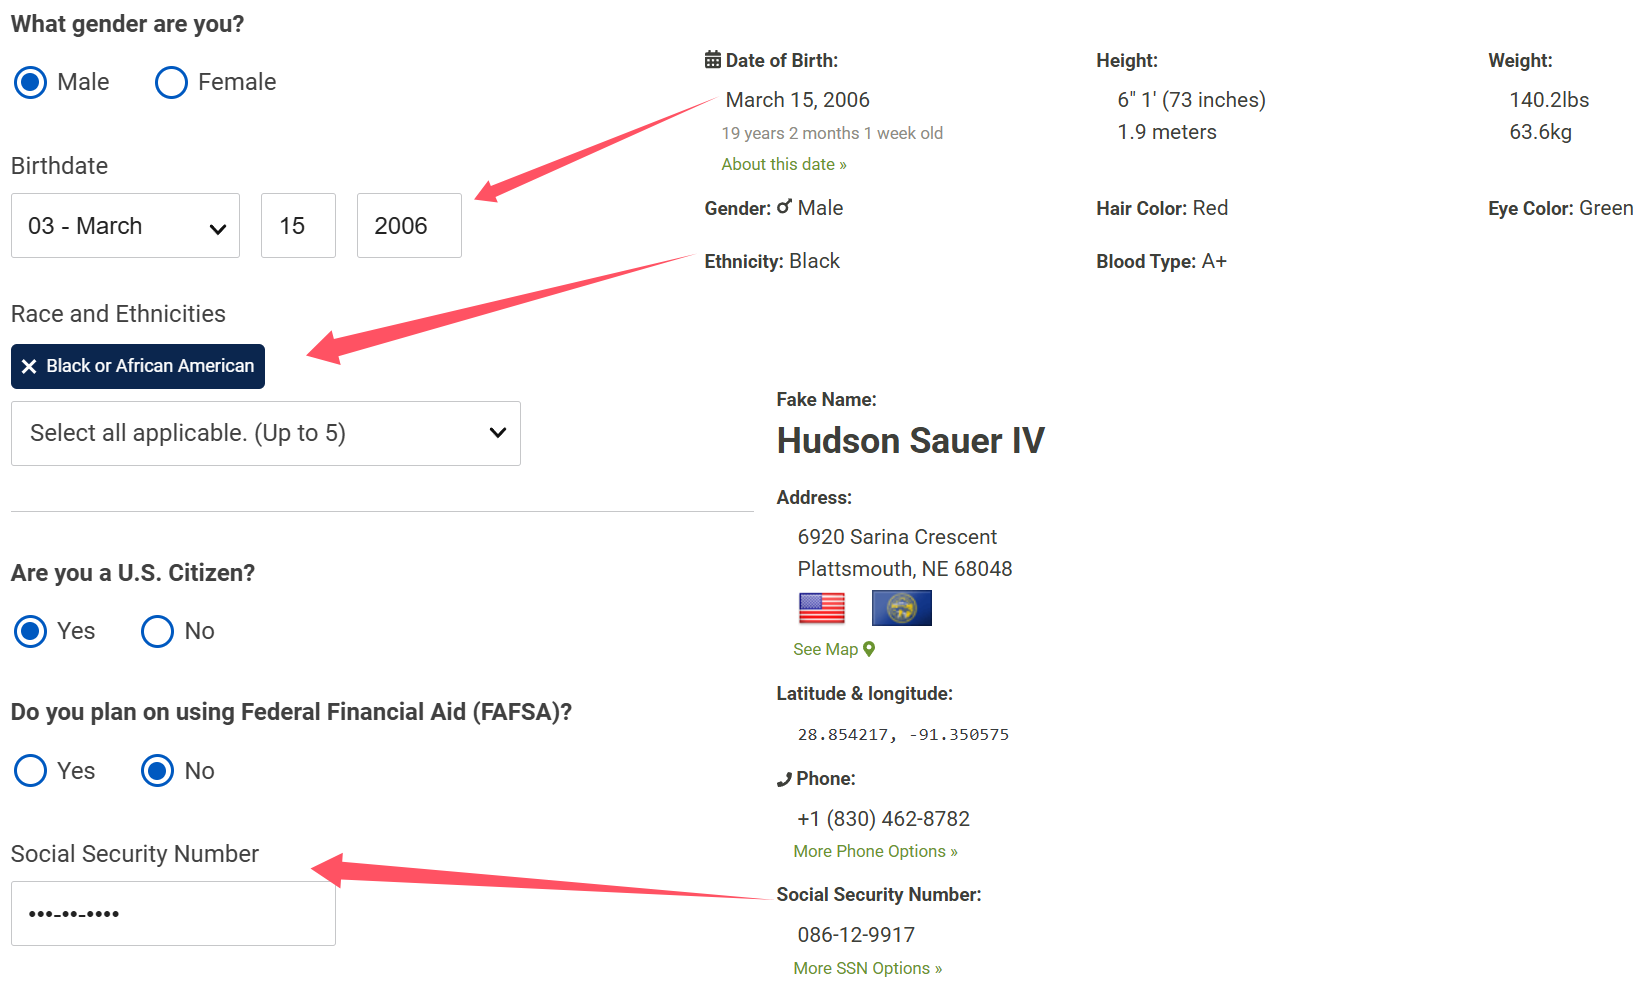 What gender are you?
Male
Female
Birthdate
03 - March
15
2006
Race and Ethnicities
Black or African American
Select all applicable. (Up to 5)
Are you a U.S. Citizen?
Yes
No
Do you plan on using Federal Financial Aid (FAFSA)?
Yes
No
Social Security Number
•••-••-••••
Date of Birth:
March 15, 2006
19 years 2 months 1 week old
About this date »
Height:
6" 1' (73 inches)
1.9 meters
Weight:
140.2lbs
63.6kg
Gender: ♂ Male
Hair Color: Red
Eye Color: Green
Ethnicity: Black
Blood Type: A+
Fake Name:
Hudson Sauer IV
Address:
6920 Sarina Crescent
Plattsmouth, NE 68048
See Map
Latitude & longitude:
28.854217, -91.350575
Phone:
+1 (830) 462-8782
More Phone Options »
Social Security Number:
086-12-9917
More SSN Options »